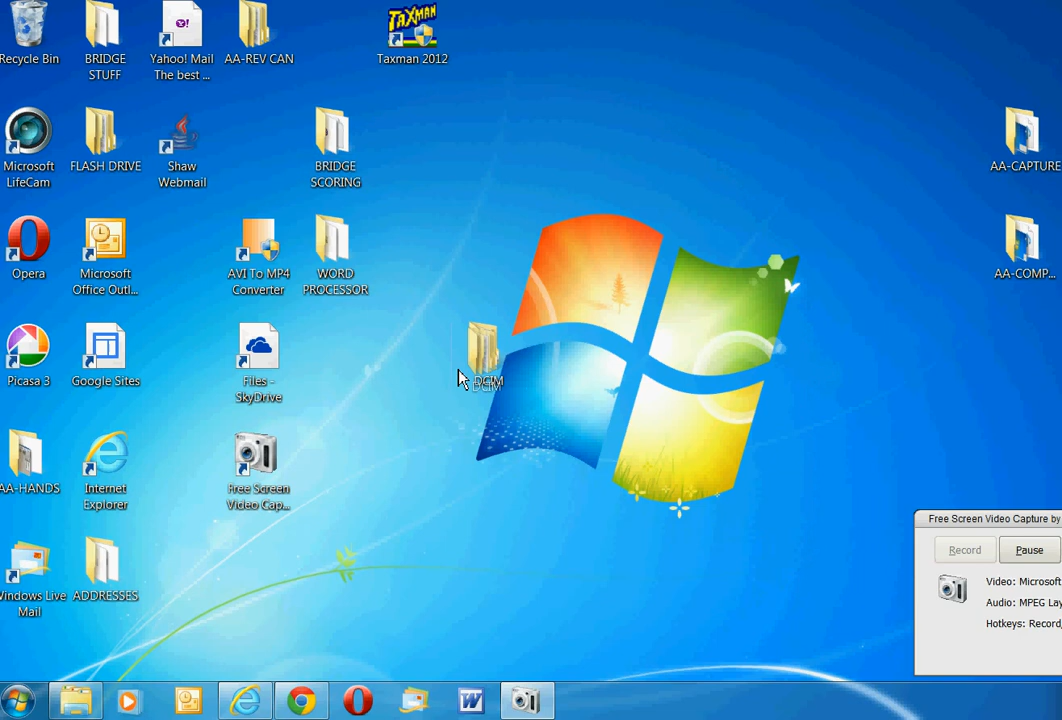 TAXMAN
Recycle Bin
BRIDGE
STUFF
Yahoo! Mail
The best ...
AA-REV CAN
Taxman 2012
Microsoft
LifeCam
FLASH DRIVE
Shaw
Webmail
BRIDGE
SCORING
AA-CAPTURE
Opera
Microsoft
Office Outl...
AVI To MP4
Converter
WORD
PROCESSOR
AA-COMP...
Picasa 3
Google Sites
Files -
SkyDrive
DCIM
DCIM
AA-HANDS
Internet
Explorer
Free Screen
Video Cap...
Windows Live
Mail
ADDRESSES
Free Screen Video Capture by
Record
Pause
Video: Microsoft
Audio: MPEG Lay
Hotkeys: Record,